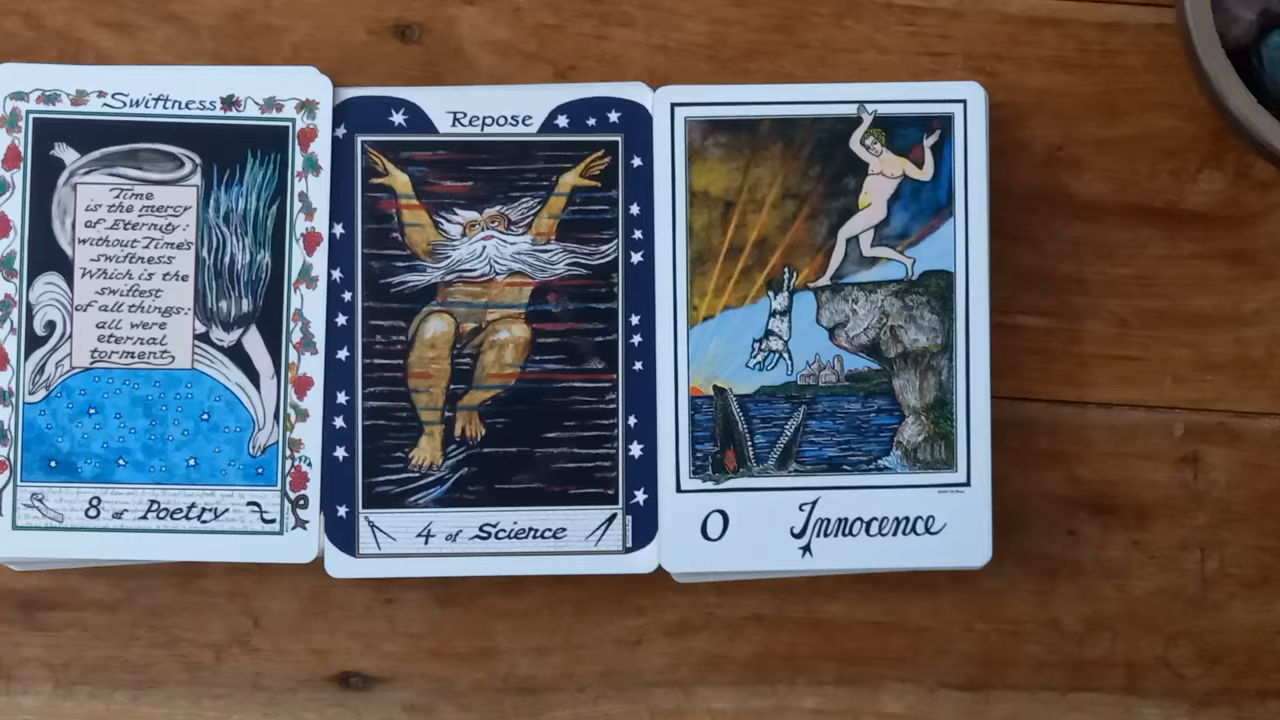 Swiftness
Time
is the mercy
of Eternity:
without Time's
swiftness
Which is the
swiftest
of all things:
all were
eternal
torment
8 of Poetry
Repose
4 of Science
0 Innocence